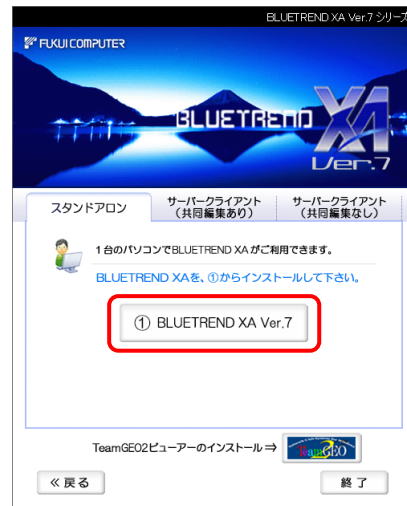 BLUETREND XA Ver.7 シリーズ
FUKUI COMPUTER
BLUETREND XA
Ver.7
スタンドアロン
サーバークライアント
（共同編集あり）
サーバークライアント
（共同編集なし）
1台のパソコンでBLUETREND XAがご利用できます。
BLUETREND XAを、①からインストールして下さい。
① BLUETREND XA Ver.7
TeamGEO2ビューアーのインストール⇒
TeamGEO
≪戻る
終了